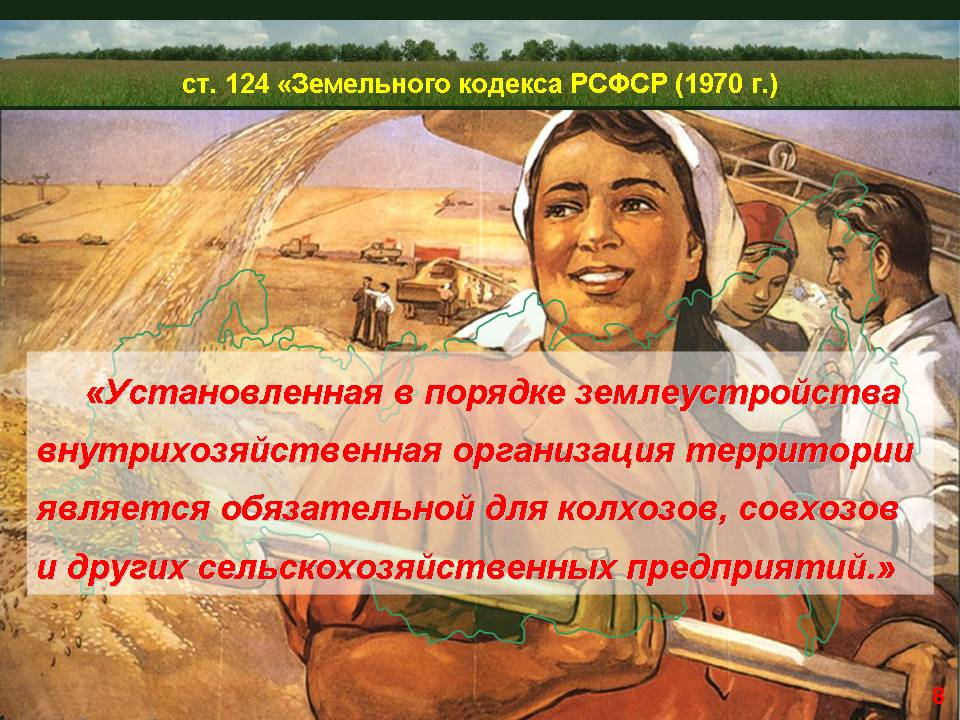 ст. 124 «Земельного кодекса РСФСР (1970 г.)
«Установленная в порядке землеустройства
внутрихозяйственная организация территории
является обязательной для колхозов, совхозов
и других сельскохозяйственных предприятий.»
8